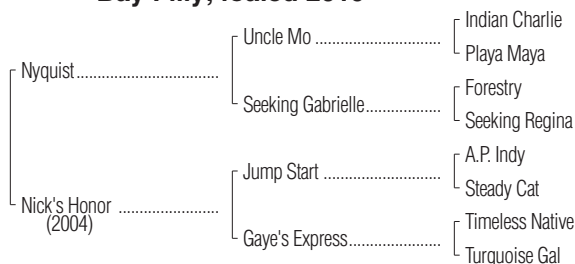 Bay Filly; foaled
Indian Charlie
Uncle Mo
Playa Maya
Nyquist
Forestry
Seeking Gabrielle
Seeking Regina
A.P. Indy
Jump Start
Steady Cat
Nick's Honor
(2004)
Timeless Native
Gaye's Express
Turquoise Gal